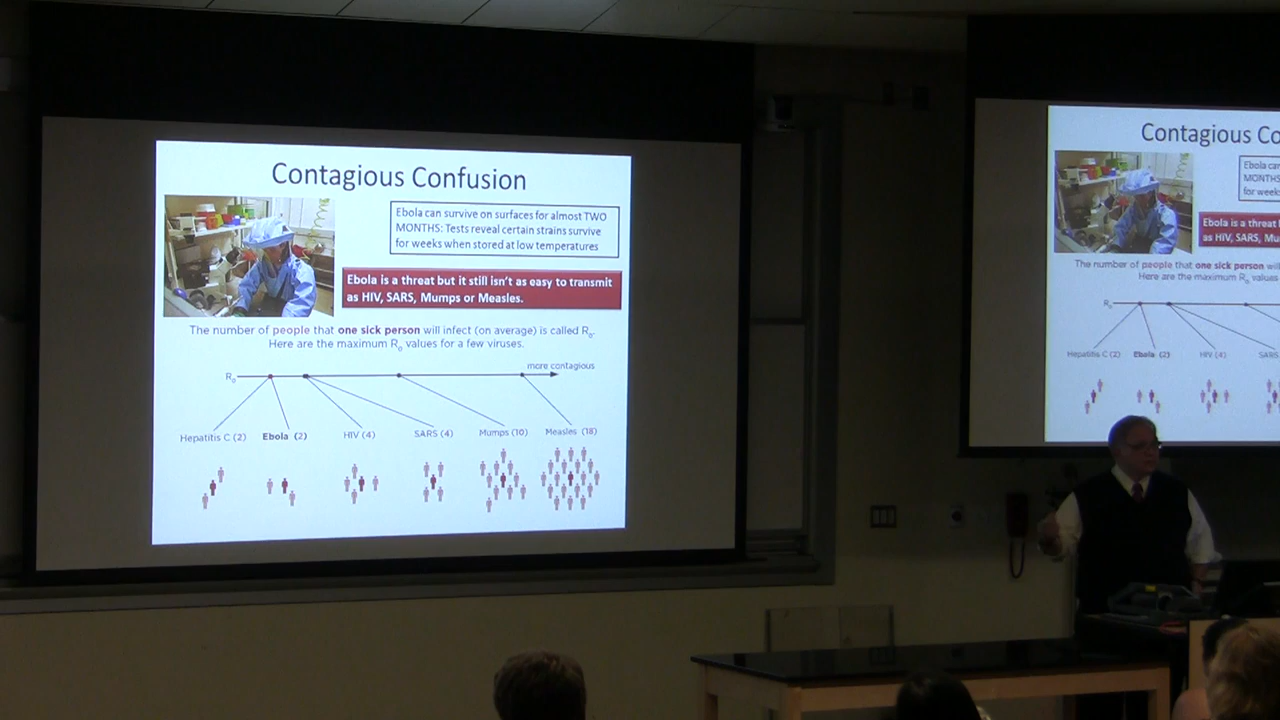 Contagious Confusion
Ebola can survive on surfaces for almost TWO
MONTHS: Tests reveal certain strains survive
for weeks when stored at low temperatures
Ebola is a threat but it still isn't as easy to transmit
as HIV, SARS, Mumps or Measles.
The number of people that one sick person will infect (on average) is called R₀.
Here are the maximum R₀ values for a few viruses.
more contagious
R₀
Hepatitis C (2) Ebola (2) HIV (4) SARS (4) Mumps (10) Measles (18)
Contagious Co
Ebola can
MONTHS
for week
Ebola is a threat
as HIV, SARS, Mu
The number of people that one sick person will
Here are the maximum R₀ values
R₀
Hepatitis C (2) Ebola (2) HIV (4) SARS